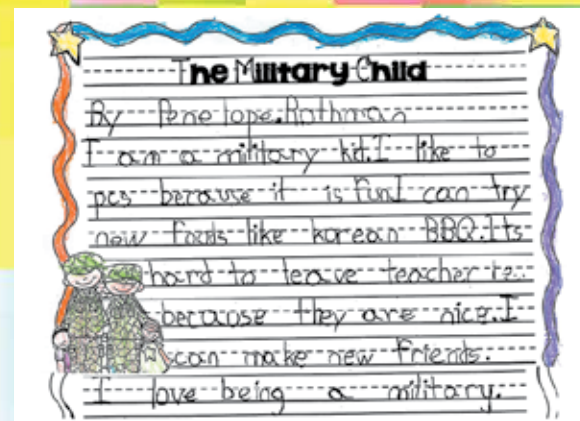 The Military Child
By Penelope.Rothman
I am a military kid.I like to
pcs because it is fun.I can try
new foods like korean BBQ.Its
hard to leave teacher
because they are nice.I
can make new friends.
I love being a military.